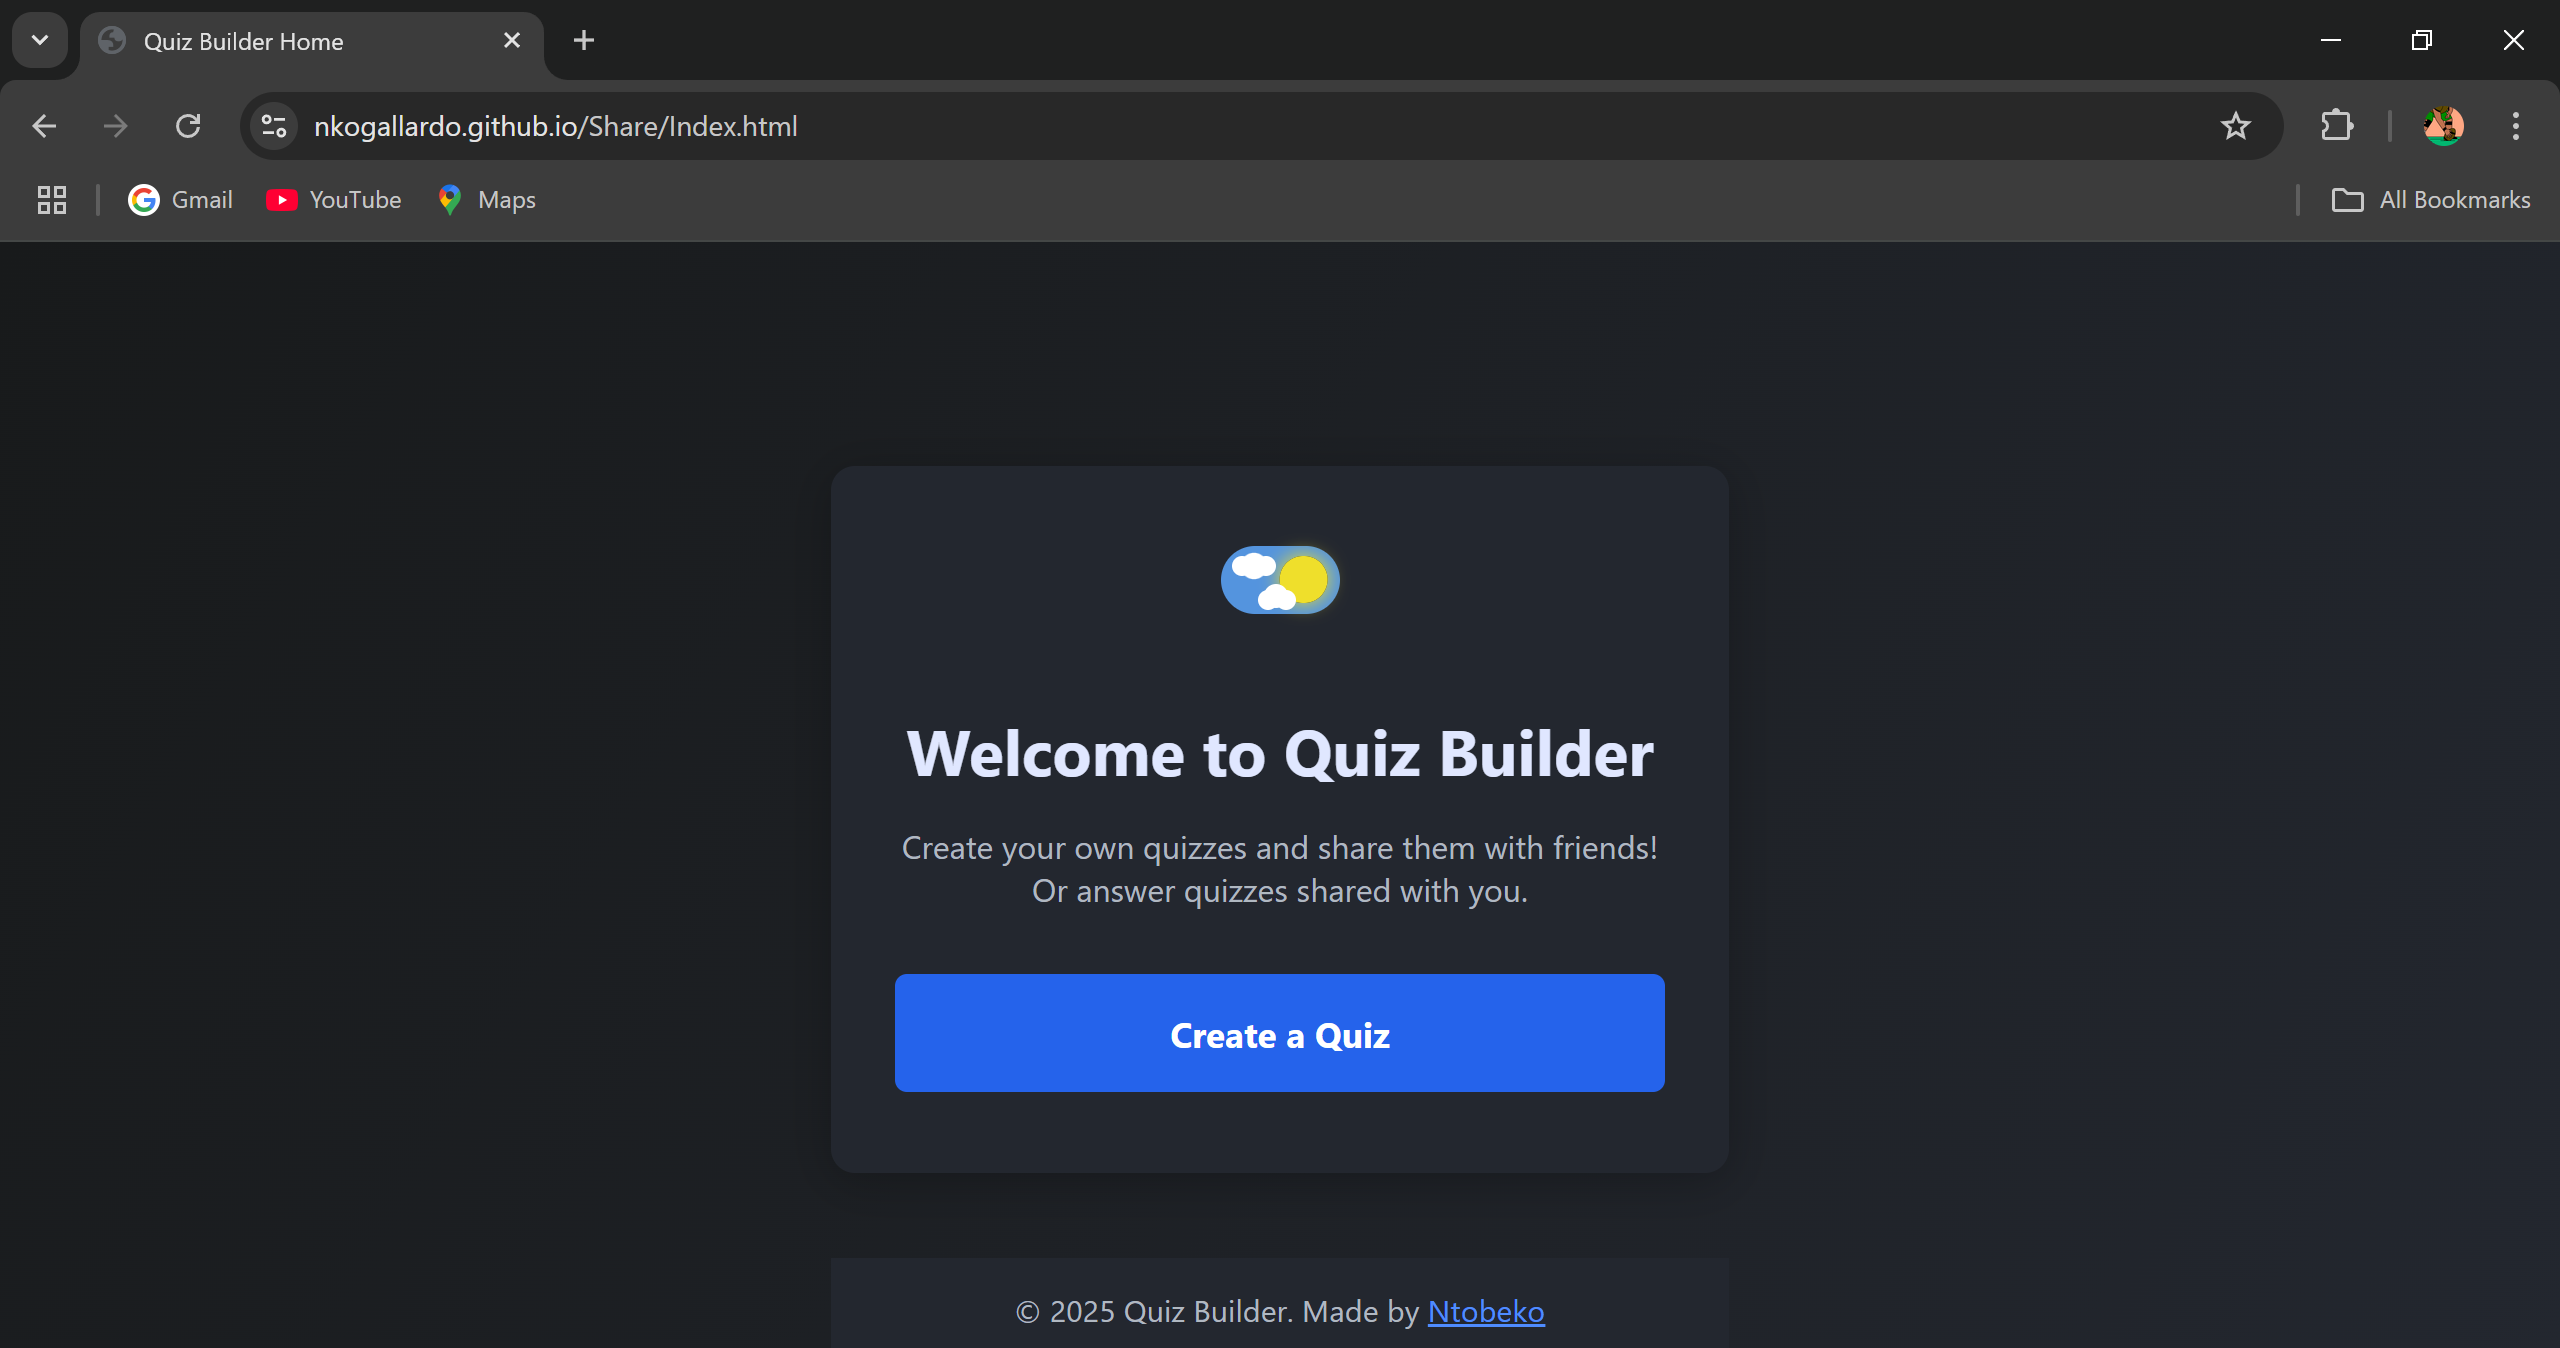 Quiz Builder Home
nkogallardo.github.io/Share/Index.html
Gmail YouTube Maps All Bookmarks
Welcome to Quiz Builder
Create your own quizzes and share them with friends!
Or answer quizzes shared with you.
Create a Quiz
© 2025 Quiz Builder. Made by Ntobeko